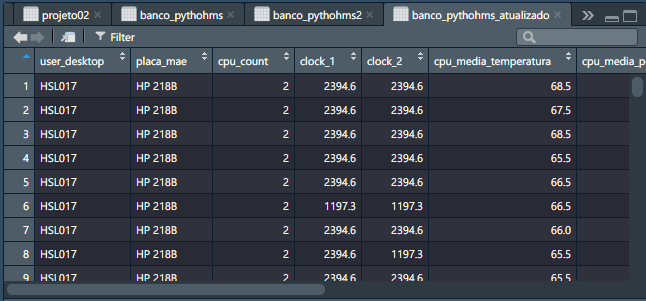 projeto02 × banco_pythohms × banco_pythohms2 × banco_pythohms_atualizado ×
Filter
user_desktop placa_mae cpu_count clock_1 clock_2 cpu_media_temperatura cpu_media_p
1 HSL017 HP 218B 2 2394.6 2394.6 68.5
2 HSL017 HP 218B 2 2394.6 2394.6 67.5
3 HSL017 HP 218B 2 2394.6 2394.6 68.5
4 HSL017 HP 218B 2 2394.6 2394.6 65.5
5 HSL017 HP 218B 2 2394.6 2394.6 66.5
6 HSL017 HP 218B 2 1197.3 1197.3 66.5
7 HSL017 HP 218B 2 2394.6 2394.6 66.0
8 HSL017 HP 218B 2 2394.6 1197.3 65.5
9 HSL017 HP 218B 2 2394.6 2394.6 65.5